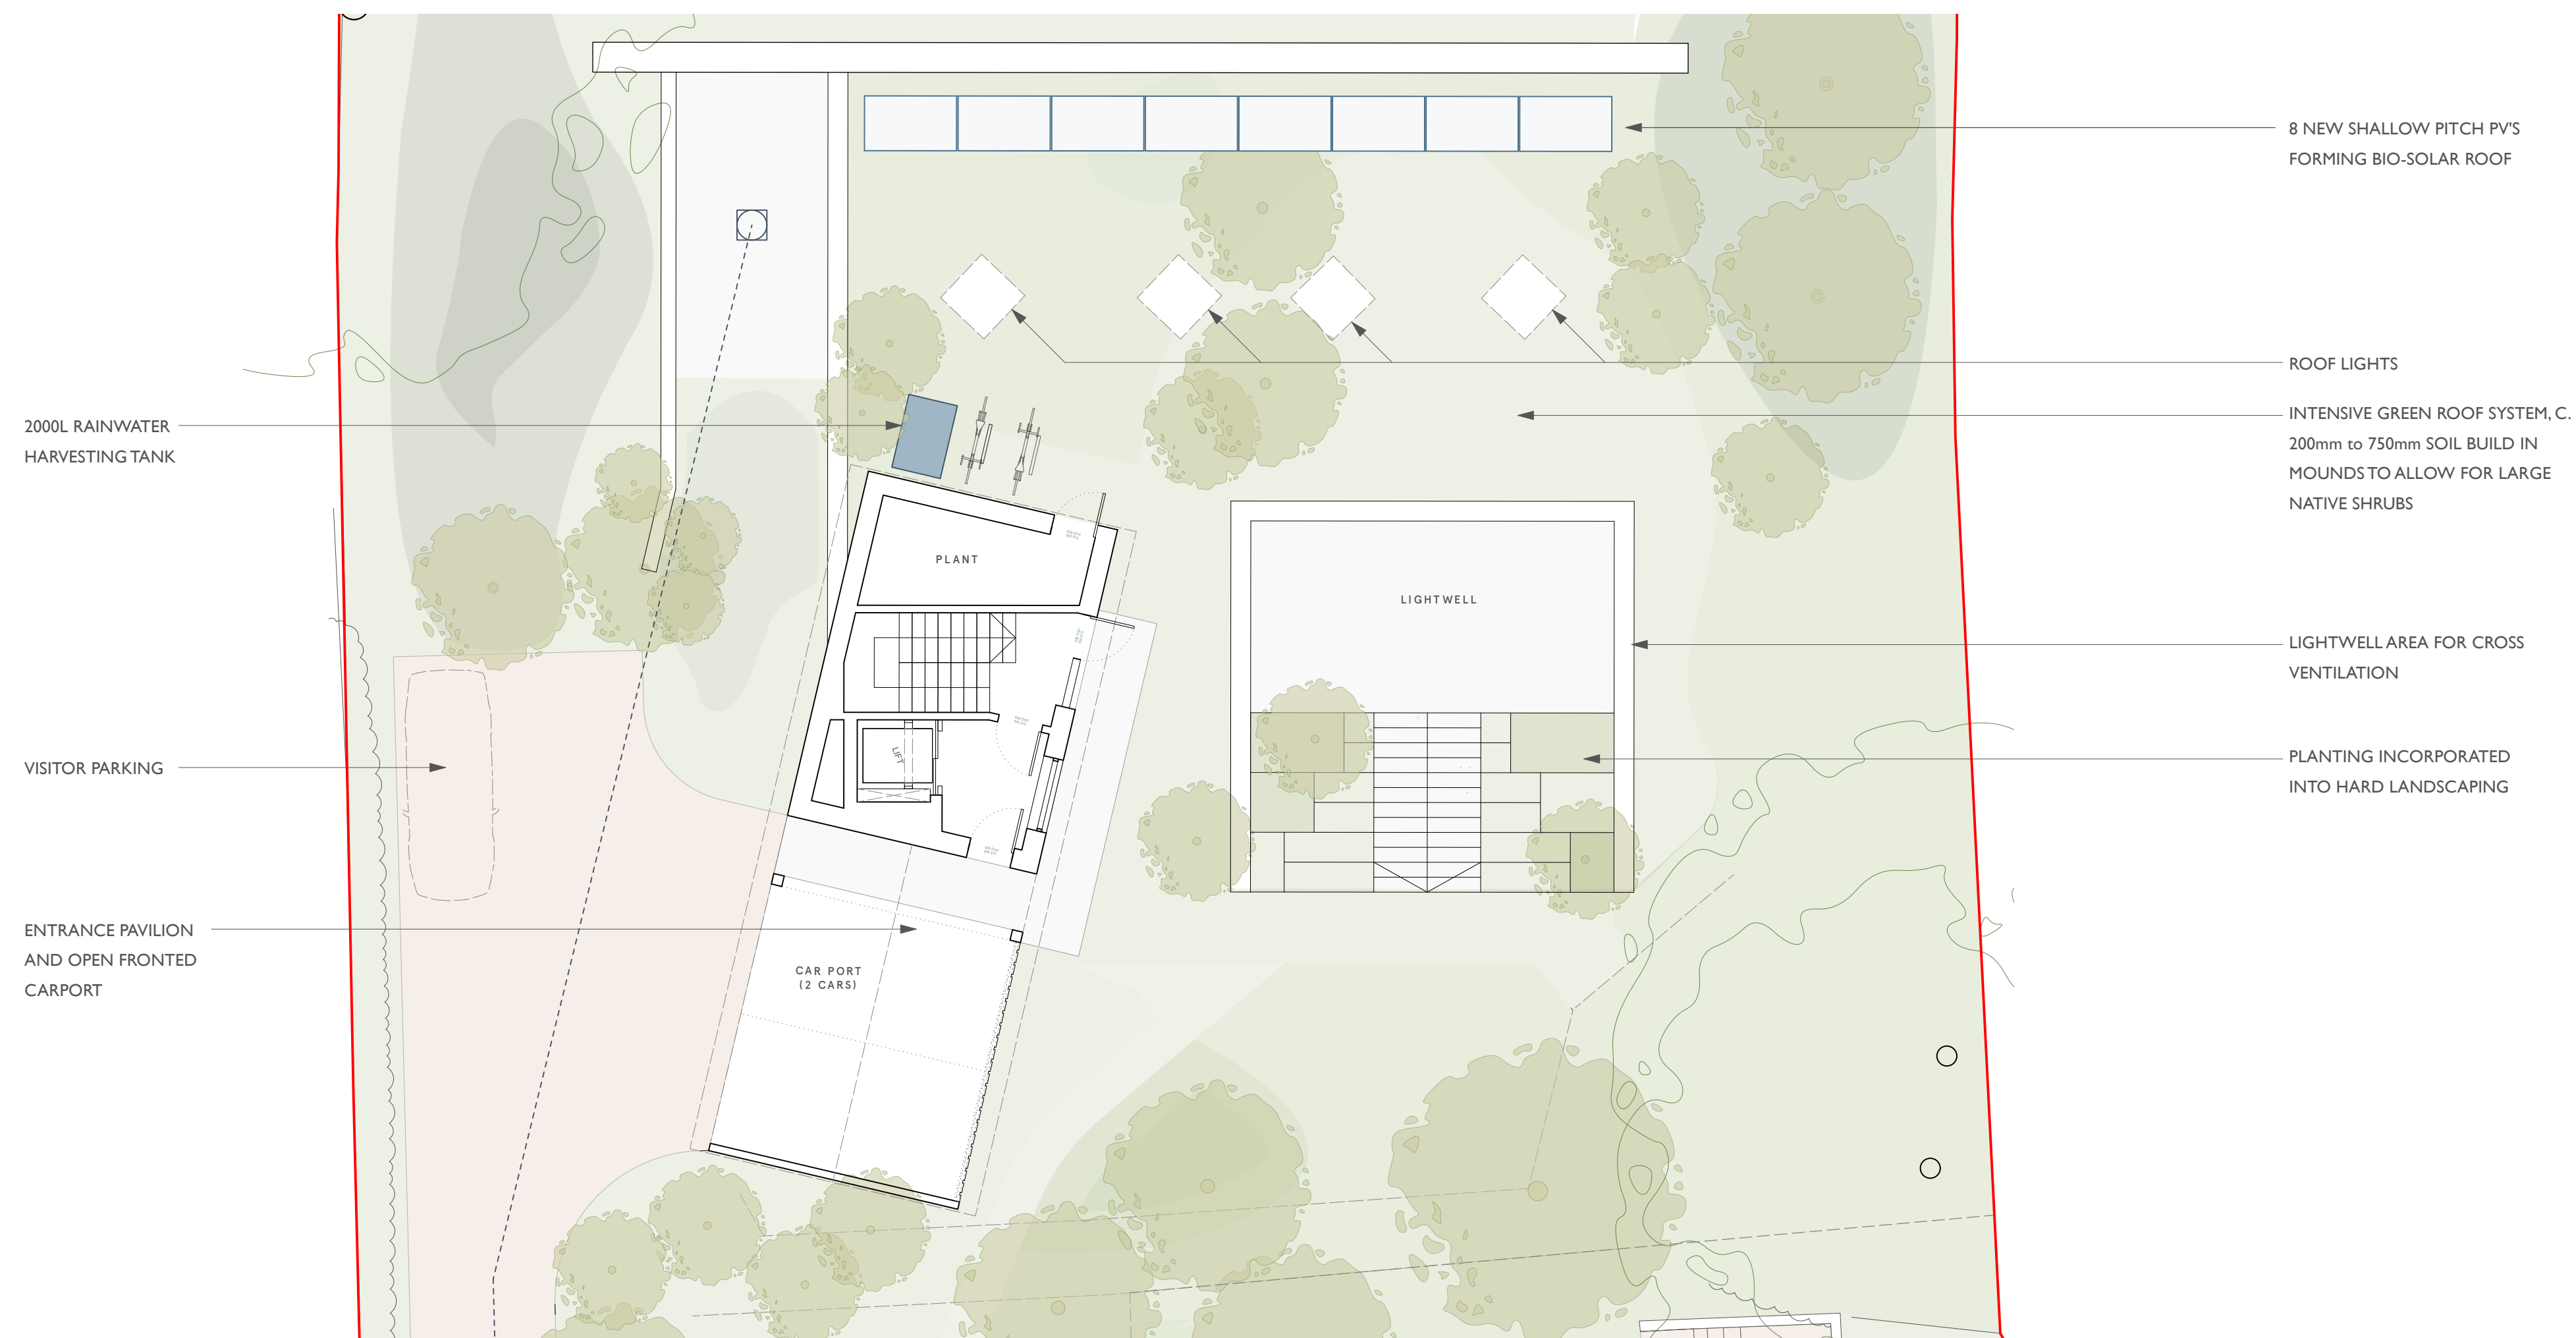 8 NEW SHALLOW PITCH PV'S
FORMING BIO-SOLAR ROOF
ROOF LIGHTS
INTENSIVE GREEN ROOF SYSTEM, C.
200mm to 750mm SOIL BUILD IN
MOUNDS TO ALLOW FOR LARGE
NATIVE SHRUBS
2000L RAINWATER
HARVESTING TANK
PLANT
LIGHTWELL
LIGHTWELL AREA FOR CROSS
VENTILATION
LIFT
VISITOR PARKING
PLANTING INCORPORATED
INTO HARD LANDSCAPING
ENTRANCE PAVILION
AND OPEN FRONTED
CARPORT
CAR PORT
(2 CARS)